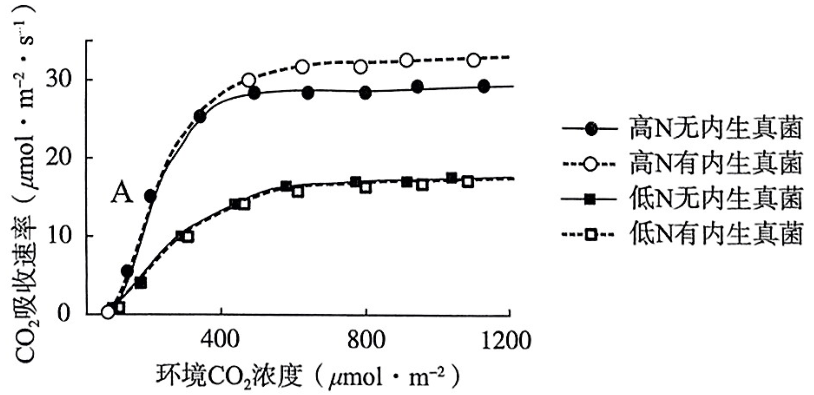 CO₂吸收速率（μmol·m⁻²·s⁻¹）
30
20
10
0
A
400
800
1200
环境CO₂浓度（μmol·m⁻²）
高N无内生真菌
高N有内生真菌
低N无内生真菌
低N有内生真菌